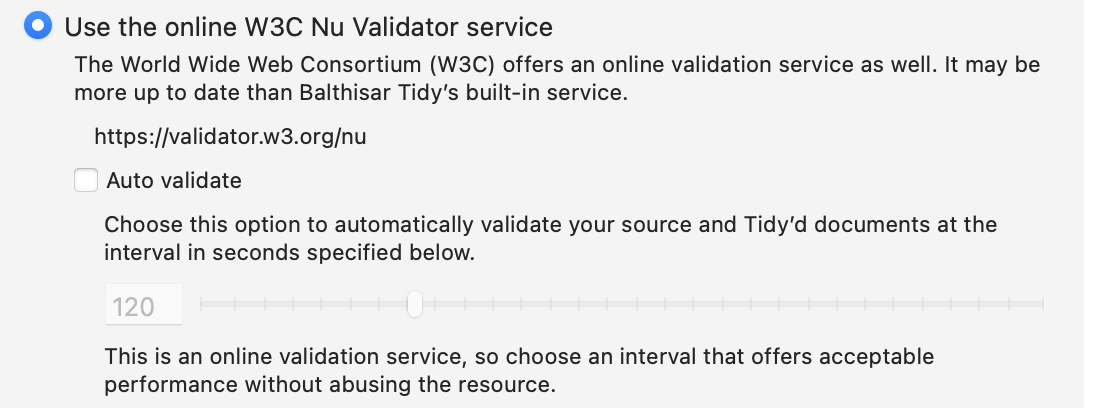 Use the online W3C Nu Validator service
The World Wide Web Consortium (W3C) offers an online validation service as well. It may be
more up to date than Balthisar Tidy’s built-in service.
https://validator.w3.org/nu
Auto validate
Choose this option to automatically validate your source and Tidy’d documents at the
interval in seconds specified below.
120
This is an online validation service, so choose an interval that offers acceptable
performance without abusing the resource.